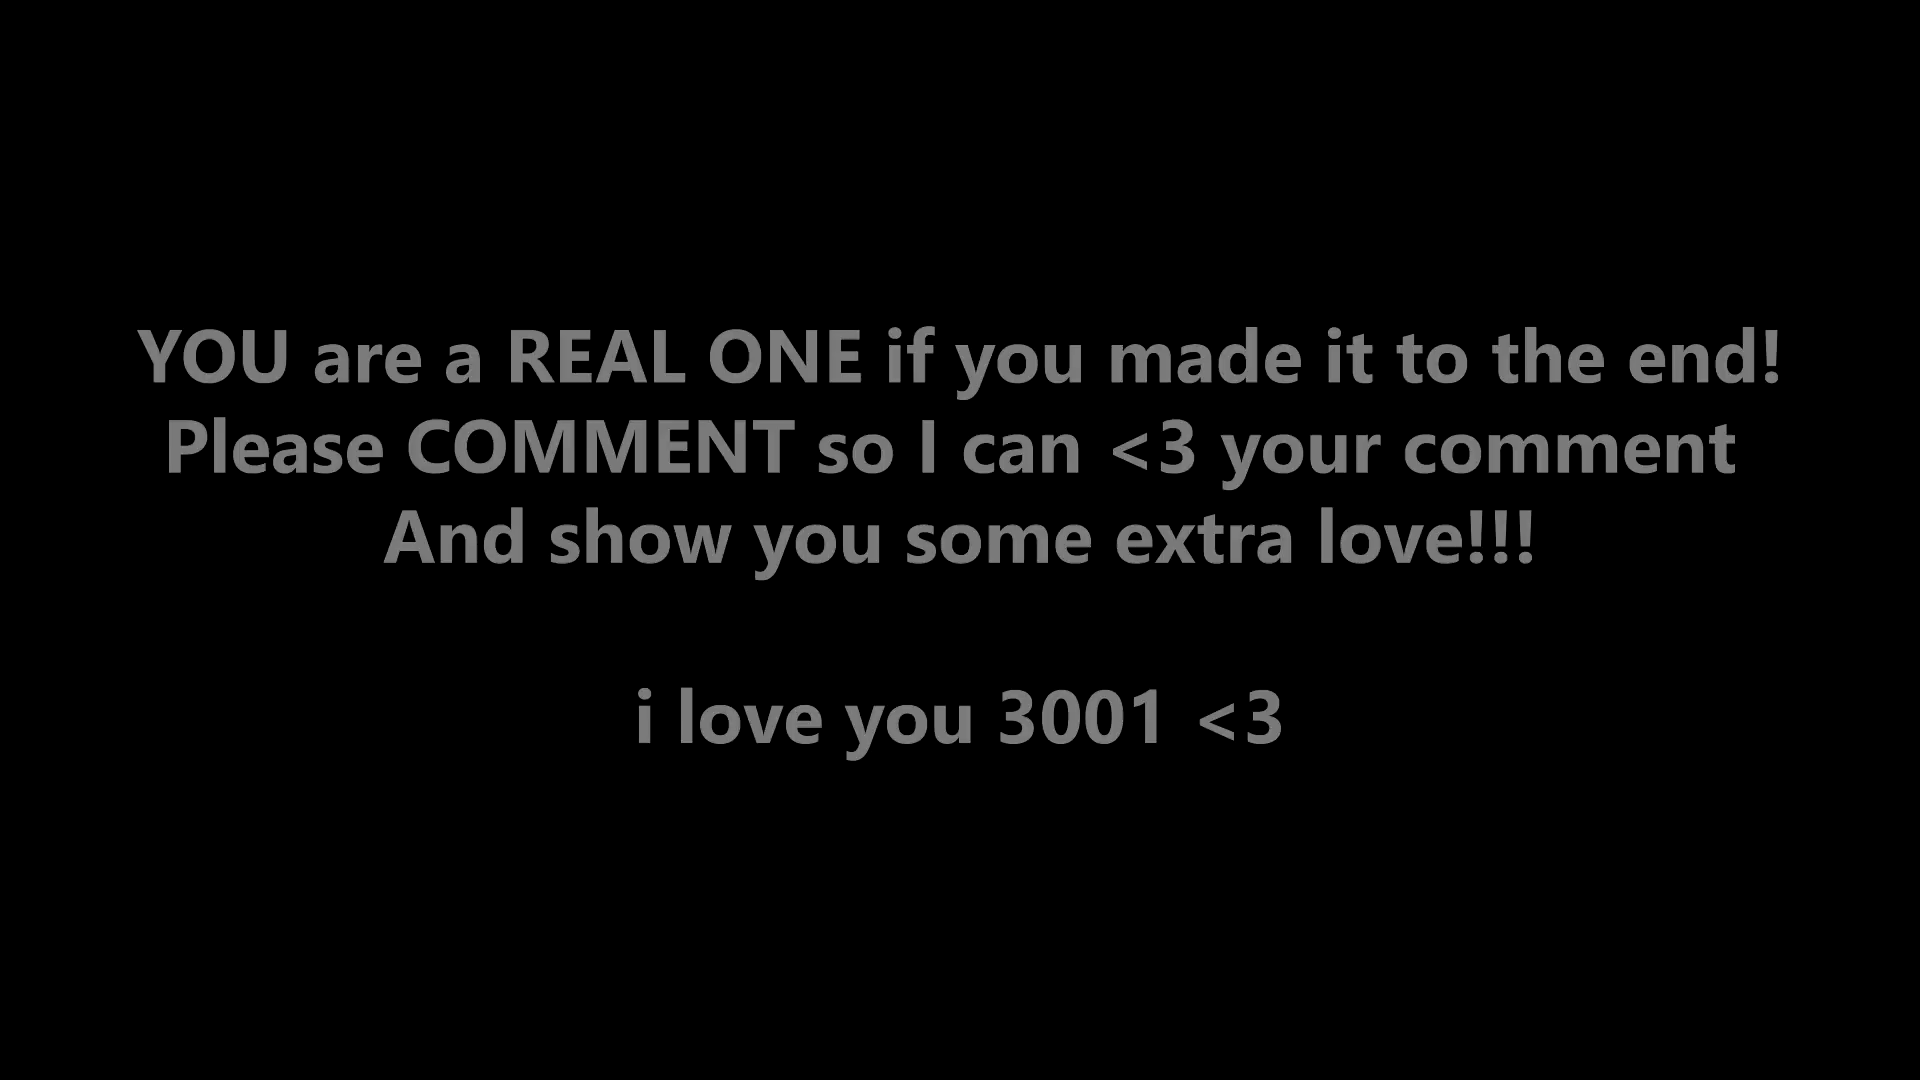 YOU are a REAL ONE if you made it to the end!
Please COMMENT so I can <3 your comment
And show you some extra love!!!
i love you 3001 <3